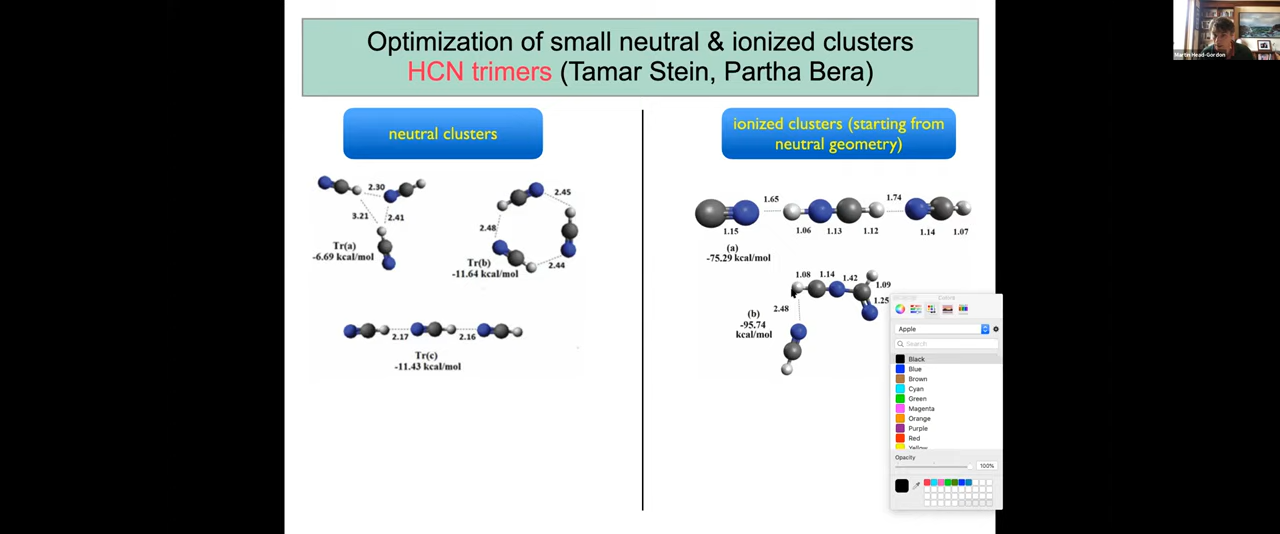 Optimization of small neutral & ionized clusters
HCN trimers (Tamar Stein, Partha Bera)
Martin Head-Gordon
neutral clusters
ionized clusters (starting from
neutral geometry)
2.30
3.21
2.41
Tr(a)
-6.69 kcal/mol
2.45
2.48
2.44
Tr(b)
-11.64 kcal/mol
2.17
2.16
Tr(c)
-11.43 kcal/mol
1.65
1.74
1.15
1.06
1.13
1.12
1.14
1.07
(a)
-75.29 kcal/mol
1.08
1.14
1.42
1.09
1.25
2.48
(b)
-95.74
kcal/mol
Colors
Apple
Search
Black
Blue
Brown
Cyan
Green
Magenta
Orange
Purple
Red
Yellow
Opacity
100%